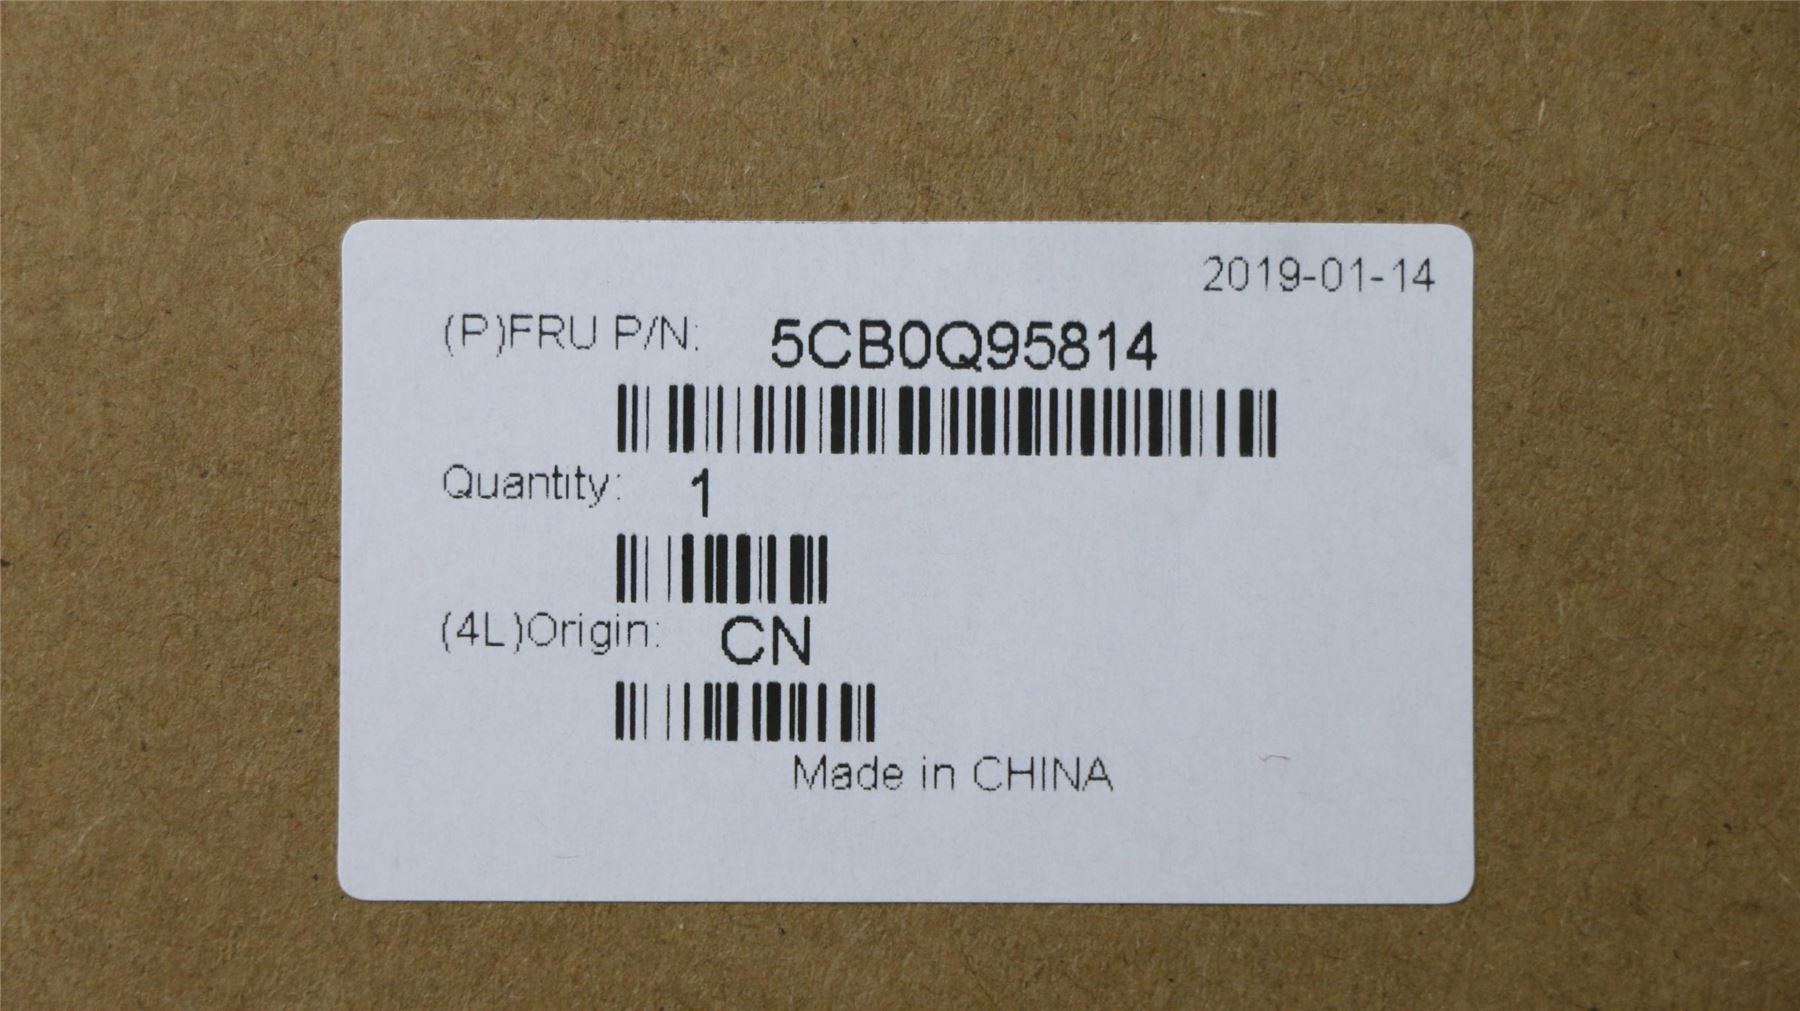 2019-01-14
(P)FRU P/N: 5CB0Q95814
Quantity: 1
(4L)Origin: CN
Made in CHINA